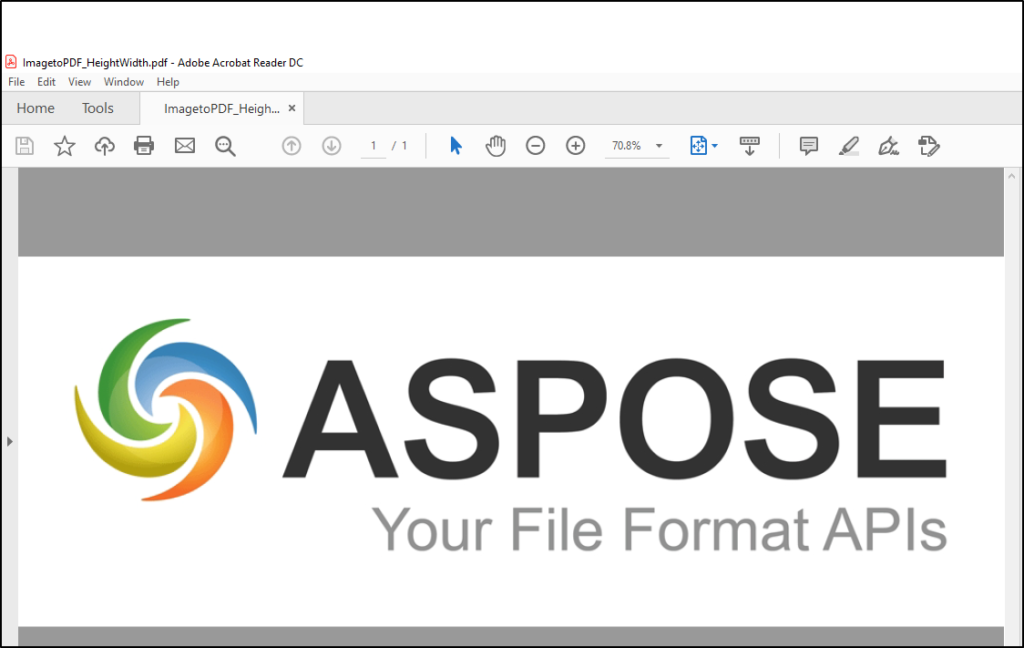 ImagetoPDF_HeightWidth.pdf - Adobe Acrobat Reader DC
File Edit View Window Help
Home Tools ImagetoPDF_Heigh... ×
1 / 1 70.8%
ASPOSE
Your File Format APIs